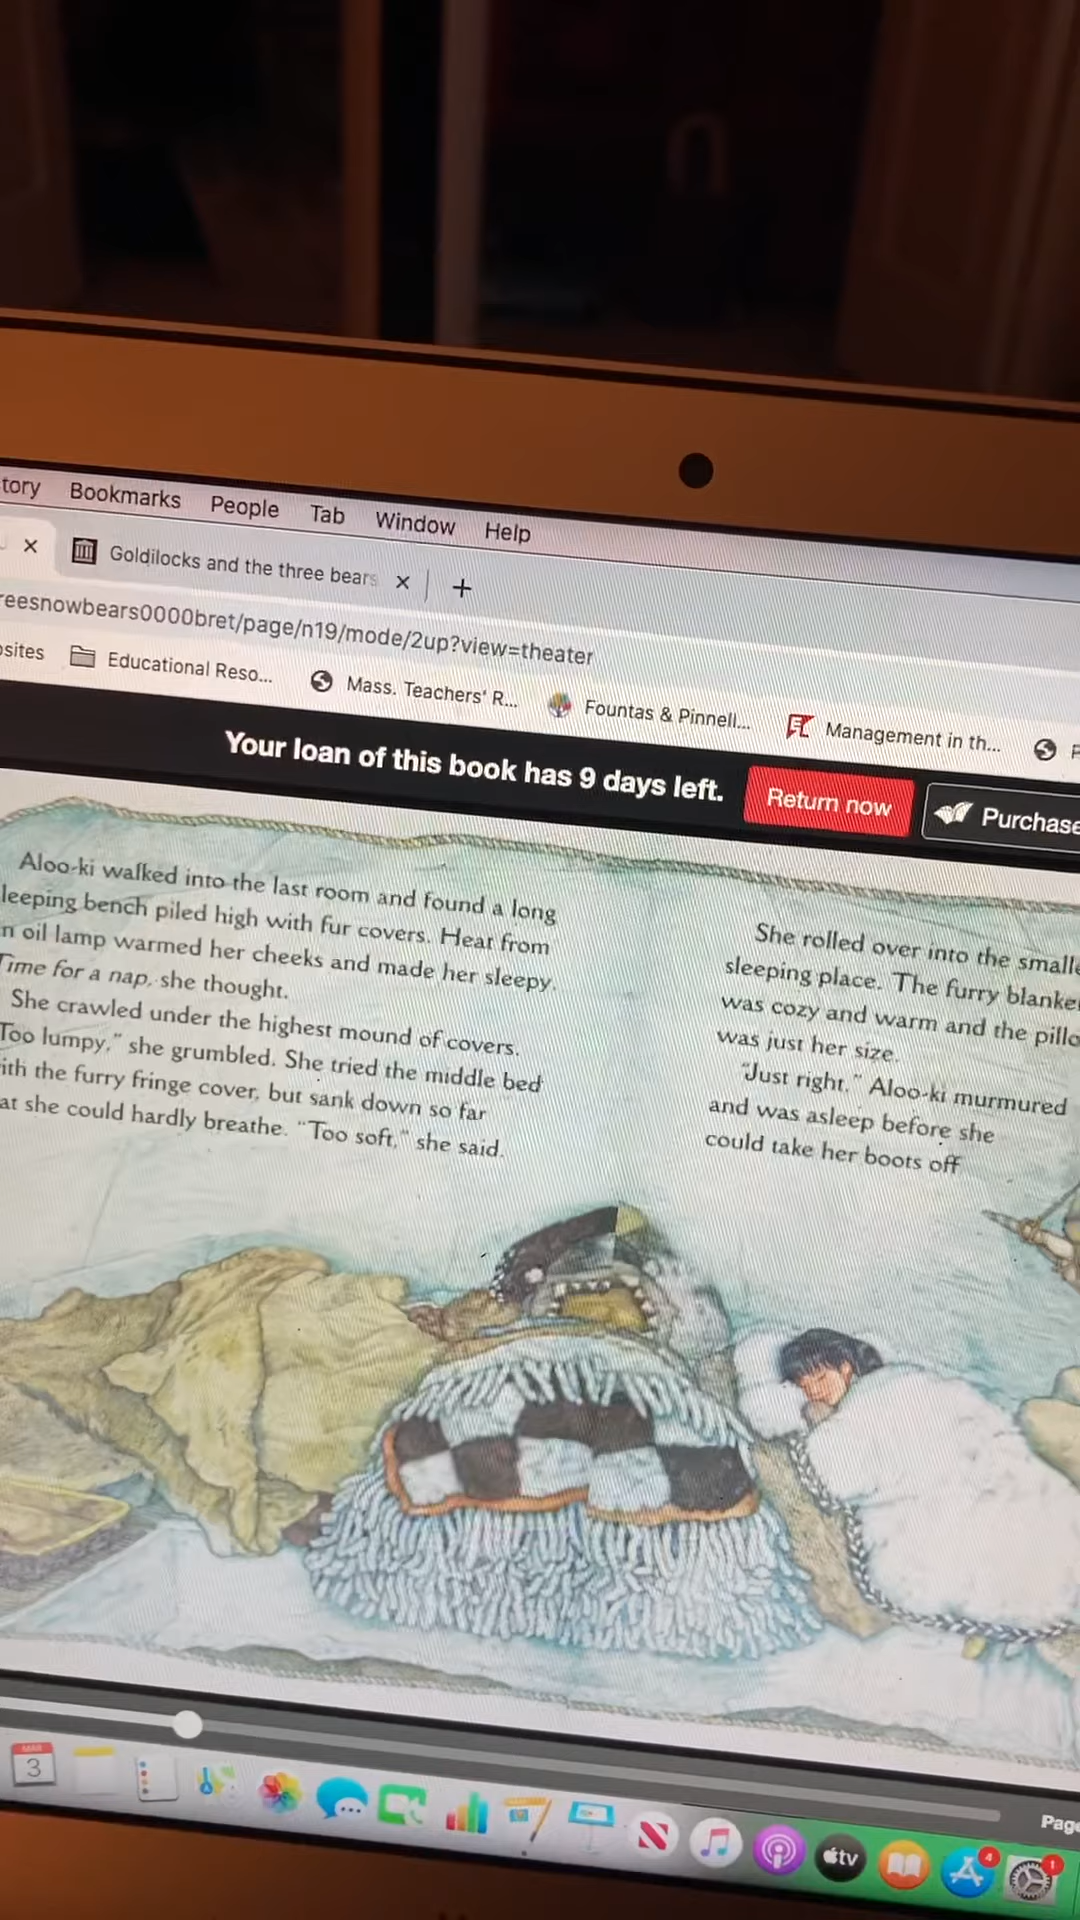 tory Bookmarks People Tab Window Help
Goldilocks and the three bears
reesnowbears0000bret/page/n19/mode/2up?view=theater
osites Educational Reso... Mass. Teachers' R... Fountas & Pinnell... Management in th...
Your loan of this book has 9 days left. Return now Purchase
Aloo-ki walked into the last room and found a long
leeping bench piled high with fur covers. Heat from
n oil lamp warmed her cheeks and made her sleepy.
Time for a nap, she thought.
She crawled under the highest mound of covers.
Too lumpy," she grumbled. She tried the middle bed
ith the furry fringe cover, but sank down so far
at she could hardly breathe. "Too soft," she said.
She rolled over into the smalle
sleeping place. The furry blanke
was cozy and warm and the pillo
was just her size.
"Just right," Aloo-ki murmured
and was asleep before she
could take her boots off
Page
MAR
3
tv
4
1